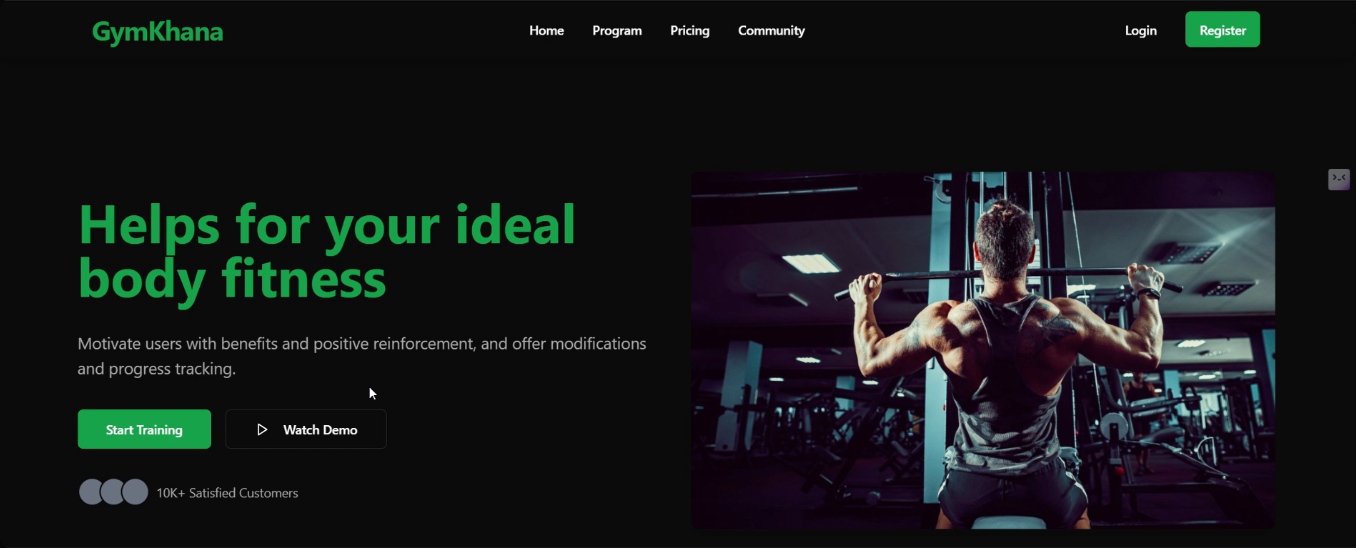 GymKhana
Home
Program
Pricing
Community
Login
Register
Helps for your ideal
body fitness
Motivate users with benefits and positive reinforcement, and offer modifications
and progress tracking.
Start Training
Watch Demo
10K+ Satisfied Customers